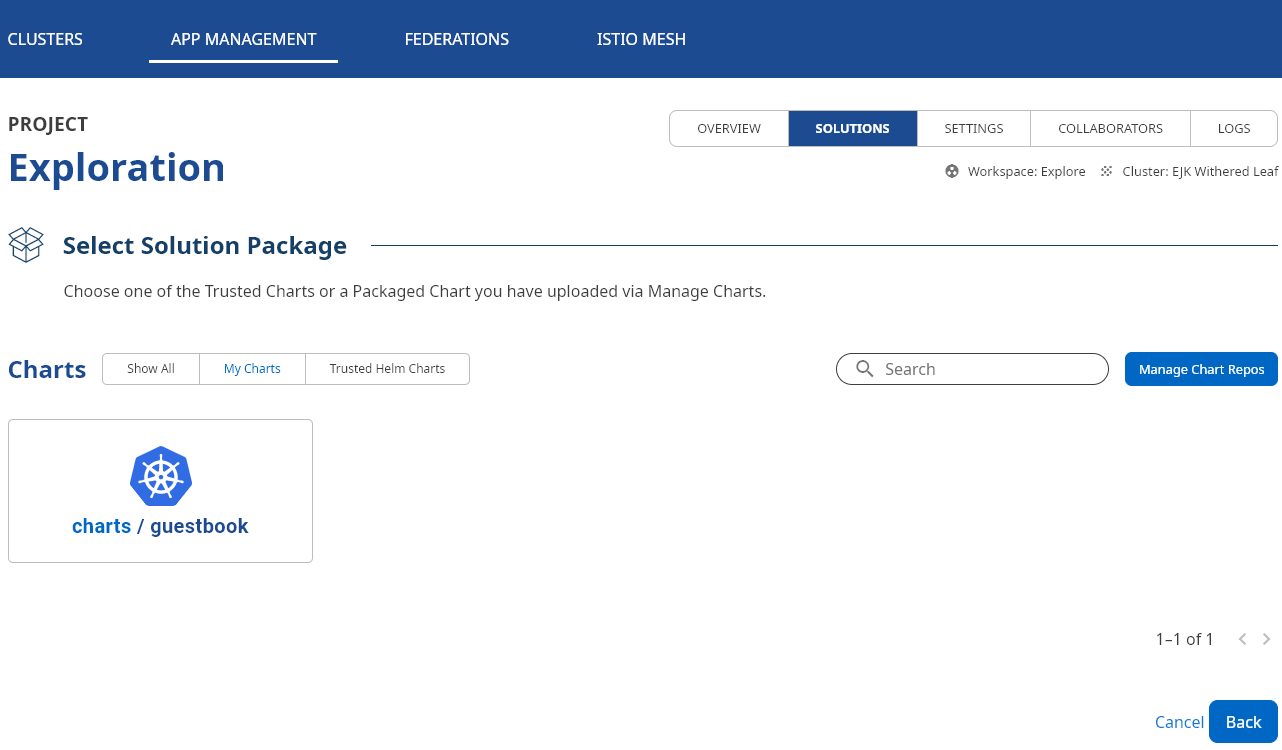 CLUSTERS APP MANAGEMENT FEDERATIONS ISTIO MESH
PROJECT
Exploration
OVERVIEW SOLUTIONS SETTINGS COLLABORATORS LOGS
Workspace: Explore Cluster: EJK Withered Leaf
Select Solution Package
Choose one of the Trusted Charts or a Packaged Chart you have uploaded via Manage Charts.
Charts Show All My Charts Trusted Helm Charts Search Manage Chart Repos
charts / guestbook
1–1 of 1
Cancel Back